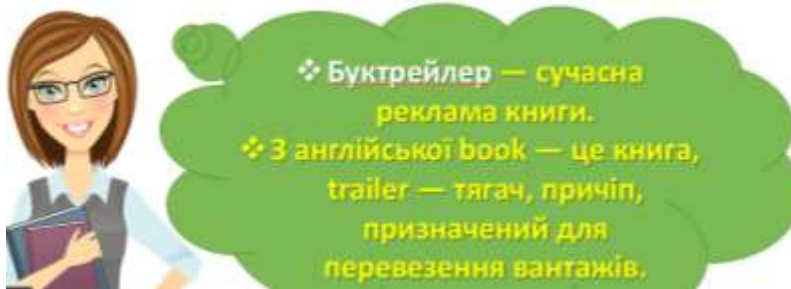 ❖ Буктрейлер — сучасна
реклама книги.
❖ З англійської book — це книга,
trailer — тягач, причіп,
призначений для
перевезення вантажів.